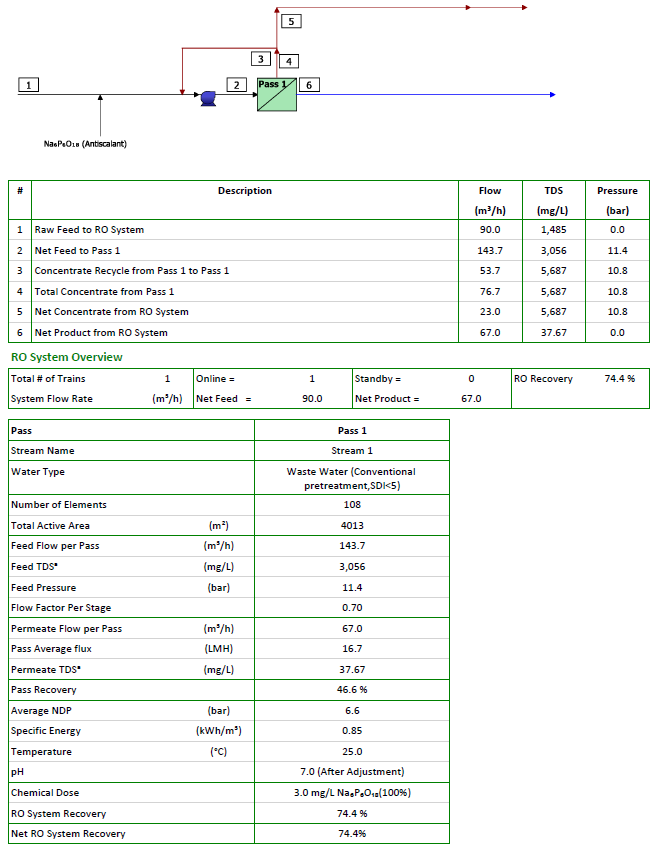 5
3
4
1
2
Pass 1
6
Na₆P₆O₁₈ (Antiscalant)
# Description Flow TDS Pressure
(m³/h) (mg/L) (bar)
1 Raw Feed to RO System 90.0 1,485 0.0
2 Net Feed to Pass 1 143.7 3,056 11.4
3 Concentrate Recycle from Pass 1 to Pass 1 53.7 5,687 10.8
4 Total Concentrate from Pass 1 76.7 5,687 10.8
5 Net Concentrate from RO System 23.0 5,687 10.8
6 Net Product from RO System 67.0 37.67 0.0
RO System Overview
Total # of Trains 1 Online = 1 Standby = 0 RO Recovery 74.4 %
System Flow Rate (m³/h) Net Feed = 90.0 Net Product = 67.0
Pass Pass 1
Stream Name Stream 1
Water Type Waste Water (Conventional
pretreatment,SDI<5)
Number of Elements 108
Total Active Area (m²) 4013
Feed Flow per Pass (m³/h) 143.7
Feed TDSᵃ (mg/L) 3,056
Feed Pressure (bar) 11.4
Flow Factor Per Stage 0.70
Permeate Flow per Pass (m³/h) 67.0
Pass Average flux (LMH) 16.7
Permeate TDSᵃ (mg/L) 37.67
Pass Recovery 46.6 %
Average NDP (bar) 6.6
Specific Energy (kWh/m³) 0.85
Temperature (°C) 25.0
pH 7.0 (After Adjustment)
Chemical Dose 3.0 mg/L Na₆P₆O₁₈(100%)
RO System Recovery 74.4 %
Net RO System Recovery 74.4%